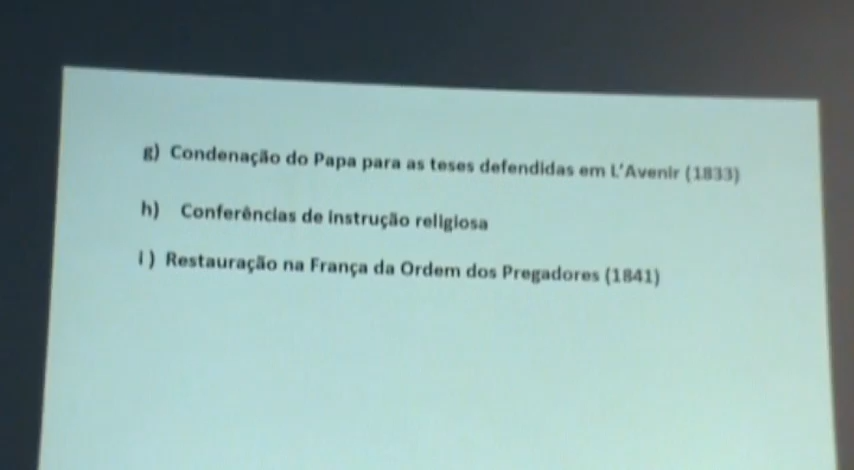 g) Condenação do Papa para as teses defendidas em L'Avenir (1833)
h) Conferências de instrução religiosa
i ) Restauração na França da Ordem dos Pregadores (1841)